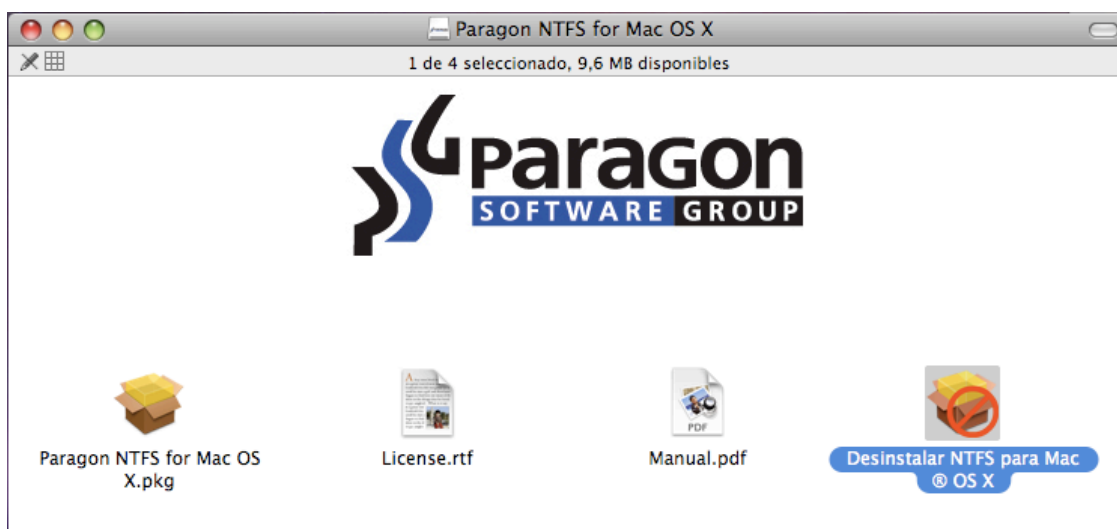 Paragon NTFS for Mac OS X
1 de 4 seleccionado, 9,6 MB disponibles
Paragon
SOFTWARE GROUP
Paragon NTFS for Mac OS
X.pkg
License.rtf
PDF
Manual.pdf
Desinstalar NTFS para Mac
® OS X